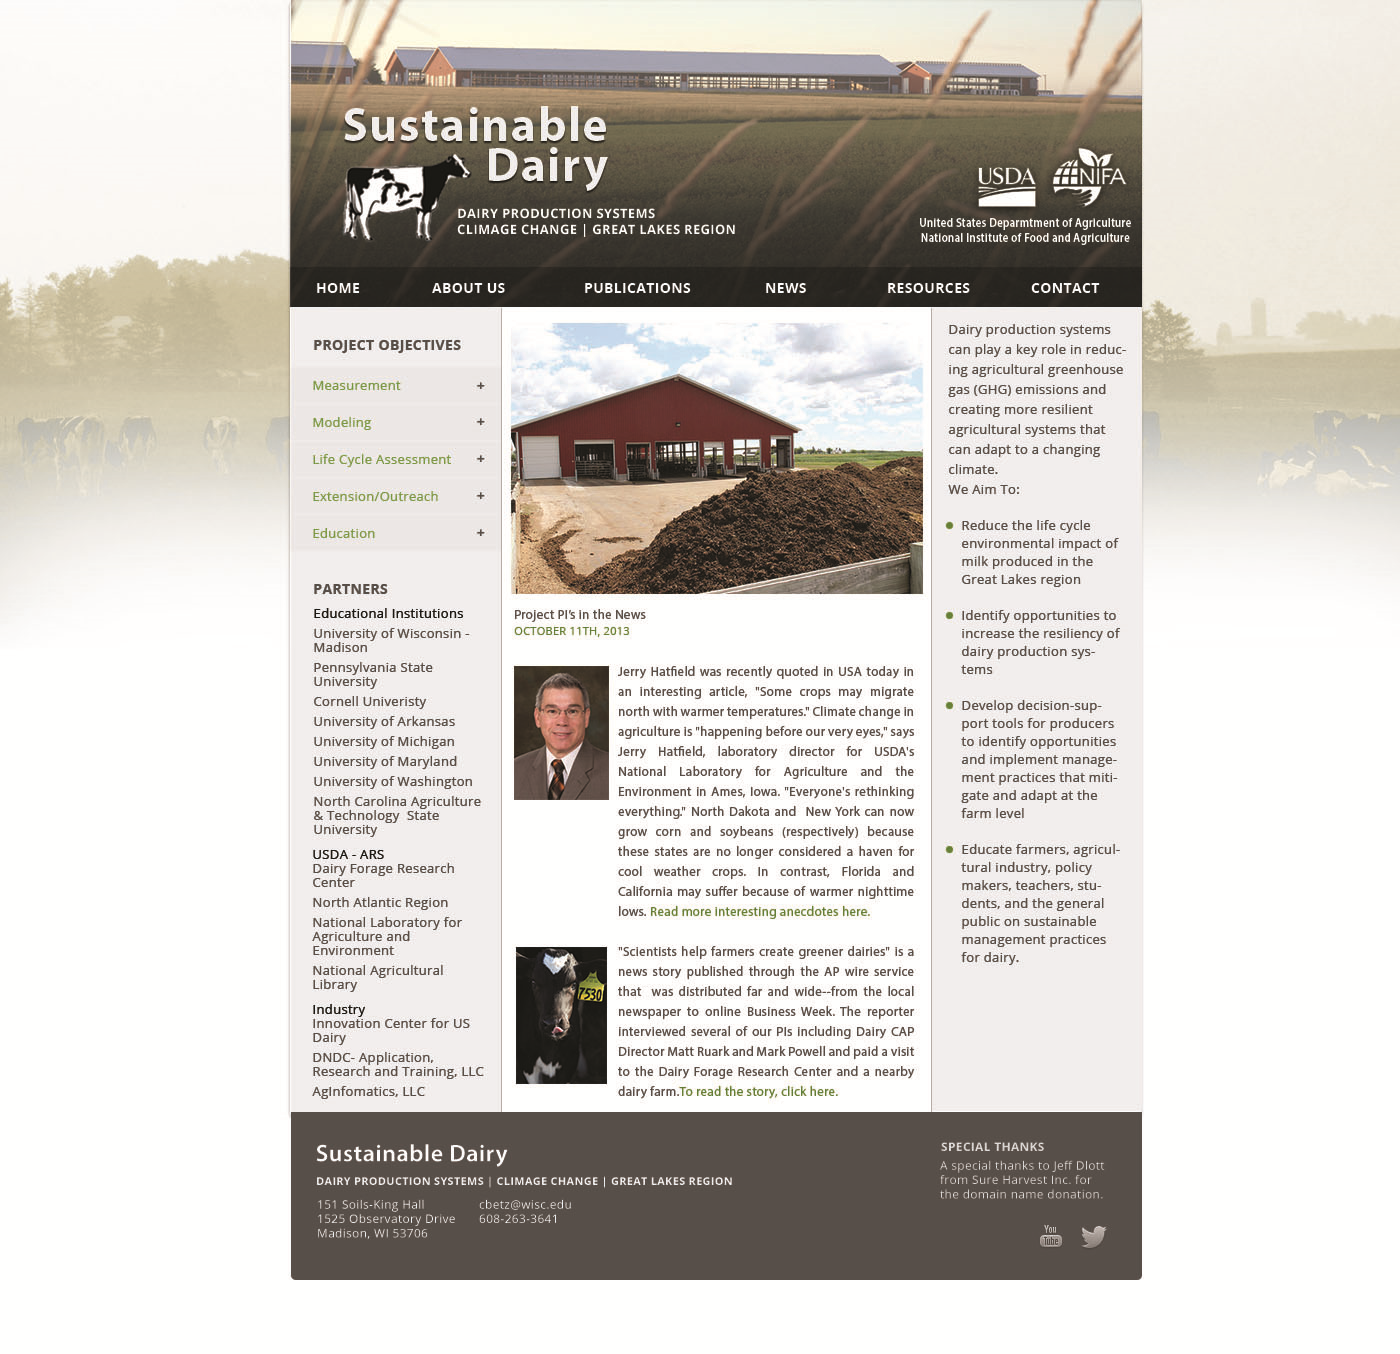 Sustainable
Dairy
DAIRY PRODUCTION SYSTEMS
CLIMAGE CHANGE | GREAT LAKES REGION
USDA
NIFA
United States Deparmtment of Agriculture
National Institute of Food and Agriculture
HOME ABOUT US PUBLICATIONS NEWS RESOURCES CONTACT
PROJECT OBJECTIVES
Measurement +
Modeling +
Life Cycle Assessment +
Extension/Outreach +
Education +
PARTNERS
Educational Institutions
University of Wisconsin -
Madison
Pennsylvania State
University
Cornell Univeristy
University of Arkansas
University of Michigan
University of Maryland
University of Washington
North Carolina Agriculture
& Technology  State
University
USDA - ARS
Dairy Forage Research
Center
North Atlantic Region
National Laboratory for
Agriculture and
Environment
National Agricultural
Library
Industry
Innovation Center for US
Dairy
DNDC- Application,
Research and Training, LLC
AgInfomatics, LLC
Project PI's in the News
OCTOBER 11TH, 2013
Jerry Hatfield was recently quoted in USA today in
an interesting article, "Some crops may migrate
north with warmer temperatures." Climate change in
agriculture is "happening before our very eyes," says
Jerry Hatfield, laboratory director for USDA's
National Laboratory for Agriculture and the
Environment in Ames, Iowa. "Everyone's rethinking
everything." North Dakota and  New York can now
grow corn and soybeans (respectively) because
these states are no longer considered a haven for
cool weather crops. In contrast, Florida and
California may suffer because of warmer nighttime
lows. Read more interesting anecdotes here.
7530
"Scientists help farmers create greener dairies" is a
news story published through the AP wire service
that  was distributed far and wide--from the local
newspaper to online Business Week. The reporter
interviewed several of our PIs including Dairy CAP
Director Matt Ruark and Mark Powell and paid a visit
to the Dairy Forage Research Center and a nearby
dairy farm.To read the story, click here.
Dairy production systems
can play a key role in reduc-
ing agricultural greenhouse
gas (GHG) emissions and
creating more resilient
agricultural systems that
can adapt to a changing
climate.
We Aim To:
Reduce the life cycle
environmental impact of
milk produced in the
Great Lakes region
Identify opportunities to
increase the resiliency of
dairy production sys-
tems
Develop decision-sup-
port tools for producers
to identify opportunities
and implement manage-
ment practices that miti-
gate and adapt at the
farm level
Educate farmers, agricul-
tural industry, policy
makers, teachers, stu-
dents, and the general
public on sustainable
management practices
for dairy.
Sustainable Dairy
DAIRY PRODUCTION SYSTEMS | CLIMAGE CHANGE | GREAT LAKES REGION
151 Soils-King Hall
1525 Observatory Drive
Madison, WI 53706
cbetz@wisc.edu
608-263-3641
SPECIAL THANKS
A special thanks to Jeff Dlott
from Sure Harvest Inc. for
the domain name donation.
You
Tube